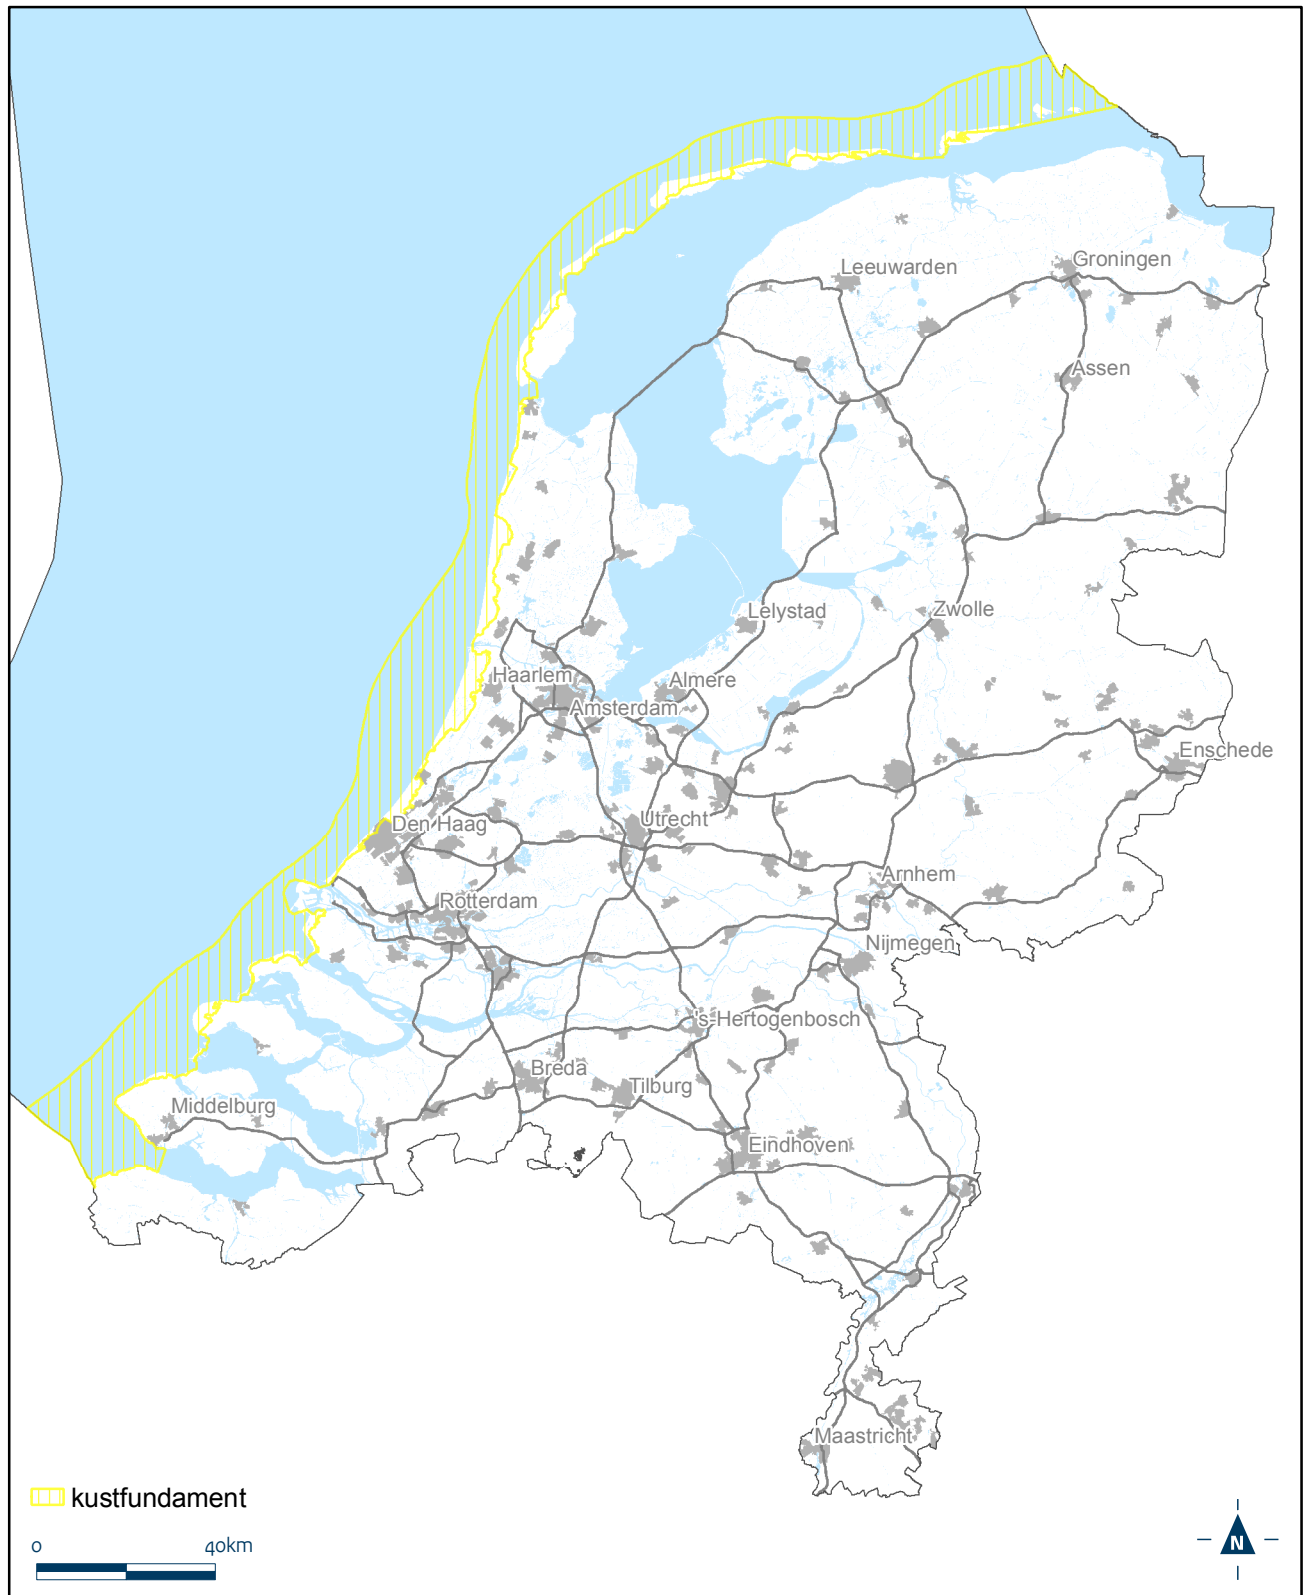 Leeuwarden
Groningen
Assen
Lelystad
Zwolle
Haarlem
Almere
Amsterdam
Enschede
Den Haag
Utrecht
Arnhem
Rotterdam
Nijmegen
's-Hertogenbosch
Breda
Tilburg
Middelburg
Eindhoven
Maastricht
kustfundament
0 40km
N